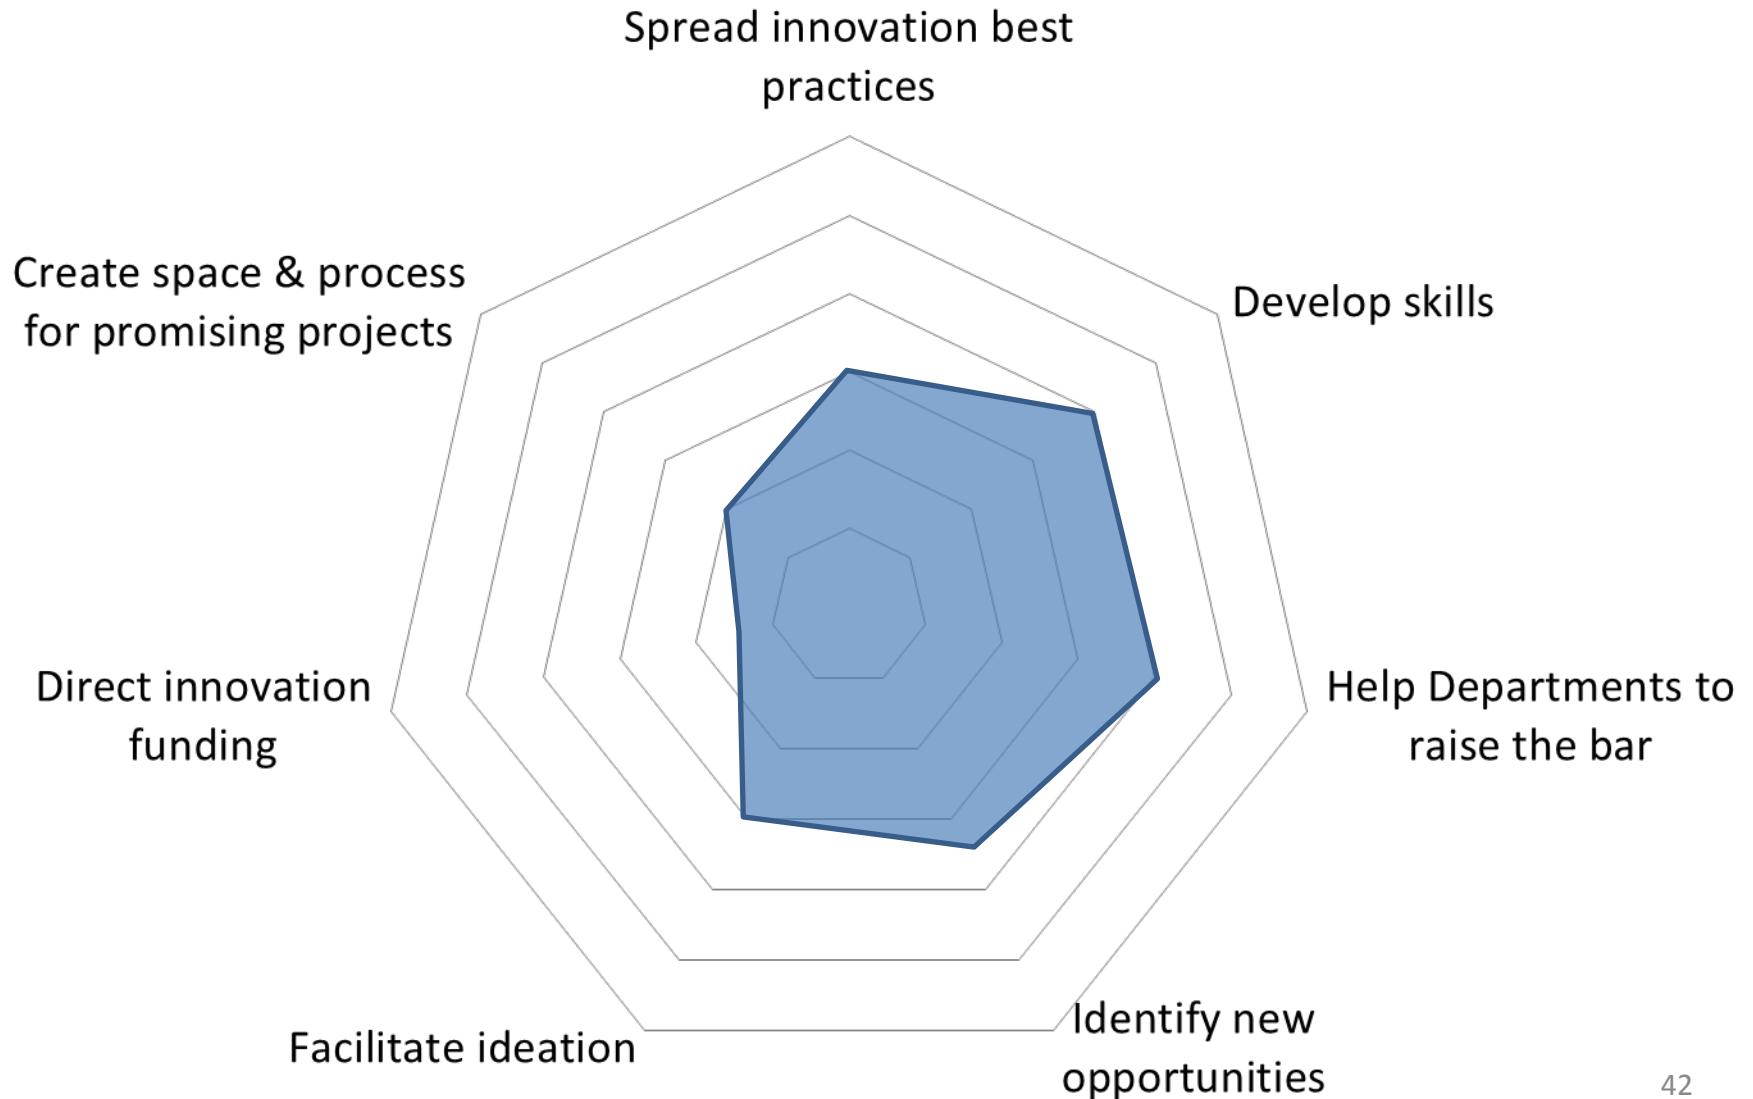 Spread innovation best
practices
Create space & process
for promising projects
Develop skills
Direct innovation
funding
Help Departments to
raise the bar
Facilitate ideation
Identify new
opportunities
42